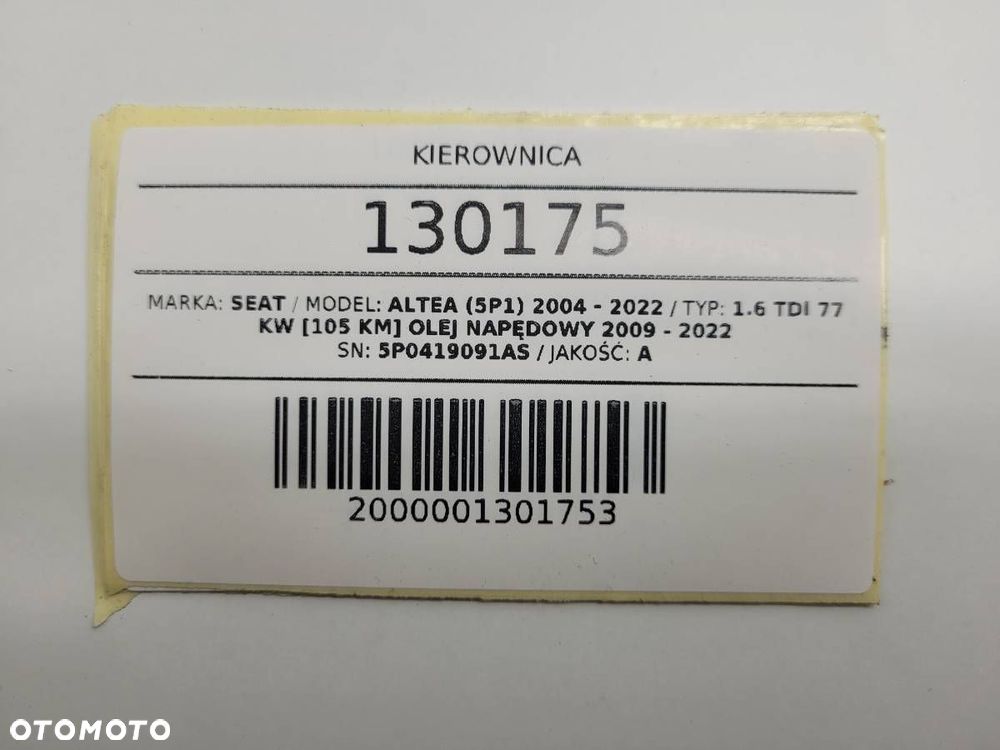 KIEROWNICA
130175
MARKA: SEAT / MODEL: ALTEA (5P1) 2004 - 2022 / TYP: 1.6 TDI 77
KW [105 KM] OLEJ NAPĘDOWY 2009 - 2022
SN: 5P0419091AS / JAKOŚĆ: A
2000001301753
OTOMOTO